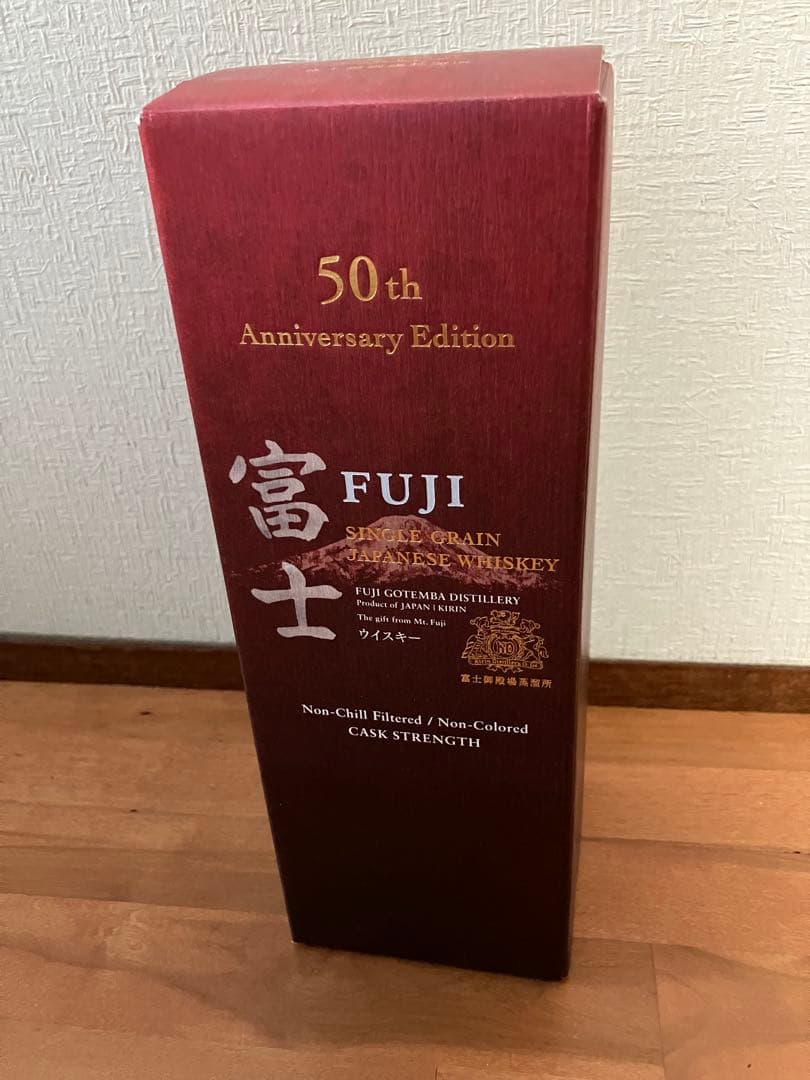 50th
Anniversary Edition
富士
FUJI
SINGLE GRAIN
JAPANESE WHISKEY
FUJI GOTEMBA DISTILLERY
Product of JAPAN | KIRIN
The gift from Mt. Fuji
ウイスキー
KD
富士御殿場蒸溜所
Non-Chill Filtered / Non-Colored
CASK STRENGTH